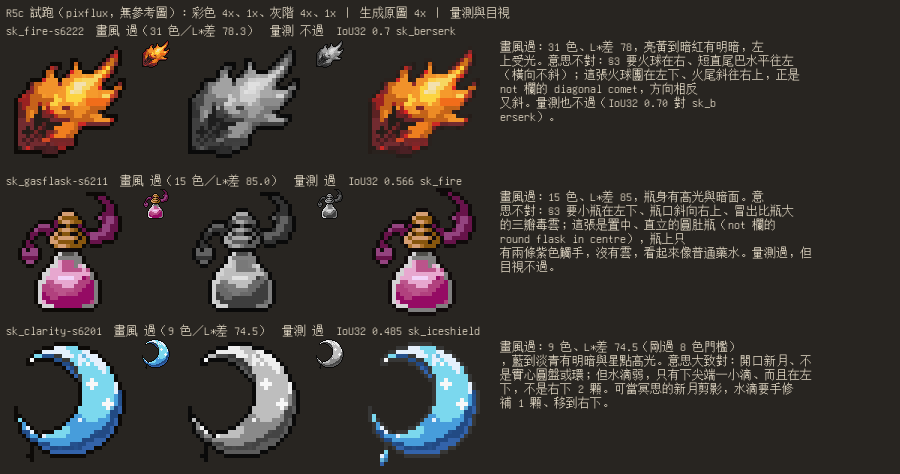 R5c 試跑（pixflux，無參考圖）：彩色 4x、1x、灰階 4x、1x ｜ 生成原圖 4x ｜ 量測與目視
sk_fire-s6222 畫風 過（31 色／L*差 78.3） 量測 不過 IoU32 0.7 sk_berserk
畫風過：31 色、L*差 78，亮黃到暗紅有明暗，左
上受光。意思不對：§3 要火球在右、短直尾巴水平往左
（橫向不斜）；這張火球團在左下、火尾斜往右上，正是
not 欄的 diagonal comet，方向相反
又斜。量測也不過（IoU32 0.70 對 sk_b
erserk）。
sk_gasflask-s6211 畫風 過（15 色／L*差 85.0） 量測 過 IoU32 0.566 sk_fire
畫風過：15 色、L*差 85，瓶身有高光與暗面。意
思不對：§3 要小瓶在左下、瓶口斜向右上、冒出比瓶大
的三瓣毒雲；這張是置中、直立的圓肚瓶（not 欄的
round flask in centre），瓶上只
有兩條紫色觸手，沒有雲，看起來像普通藥水。量測過，但
目視不過。
sk_clarity-s6201 畫風 過（9 色／L*差 74.5） 量測 過 IoU32 0.485 sk_iceshield
畫風過：9 色、L*差 74.5（剛過 8 色門檻）
，藍到淡青有明暗與星點高光。意思大致對：開口新月、不
是實心圓盤或環；但水滴弱，只有下尖端一小滴、而且在左
下，不是右下 2 顆。可當冥思的新月剪影，水滴要手修
補 1 顆、移到右下。